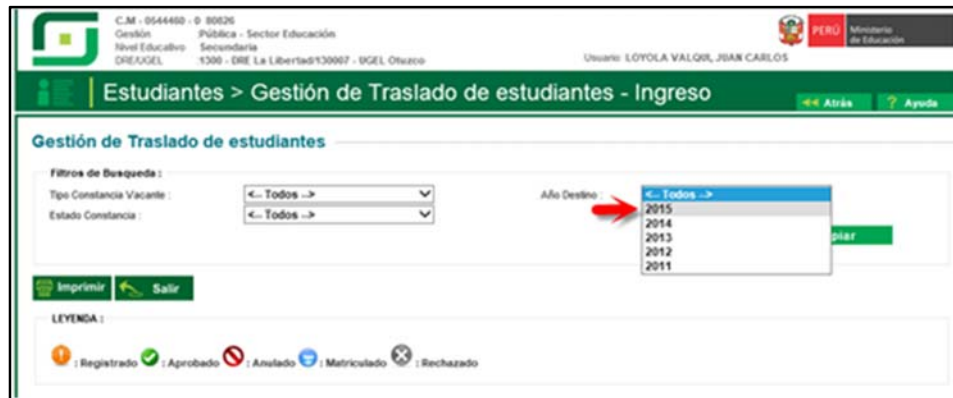 C.M - 0544460 - 0 80826
Gestión Pública - Sector Educación
Nivel Educativo Secundaria
DRE/UGEL 1300 - DRE La Libertad/130007 - UGEL Otuzco
Usuario: LOYOLA VALQUI, JUAN CARLOS
PERÚ Ministerio de Educación
Estudiantes > Gestión de Traslado de estudiantes - Ingreso
Atrás ? Ayuda
Gestión de Traslado de estudiantes
Filtros de Busqueda :
Tipo Constancia Vacante : <-- Todos --> Año Destino : <-- Todos -->
Estado Constancia : <-- Todos -->
2015
2014
2013
2012
2011
piar
Imprimir Salir
LEYENDA :
: Registrado : Aprobado : Anulado : Matriculado : Rechazado